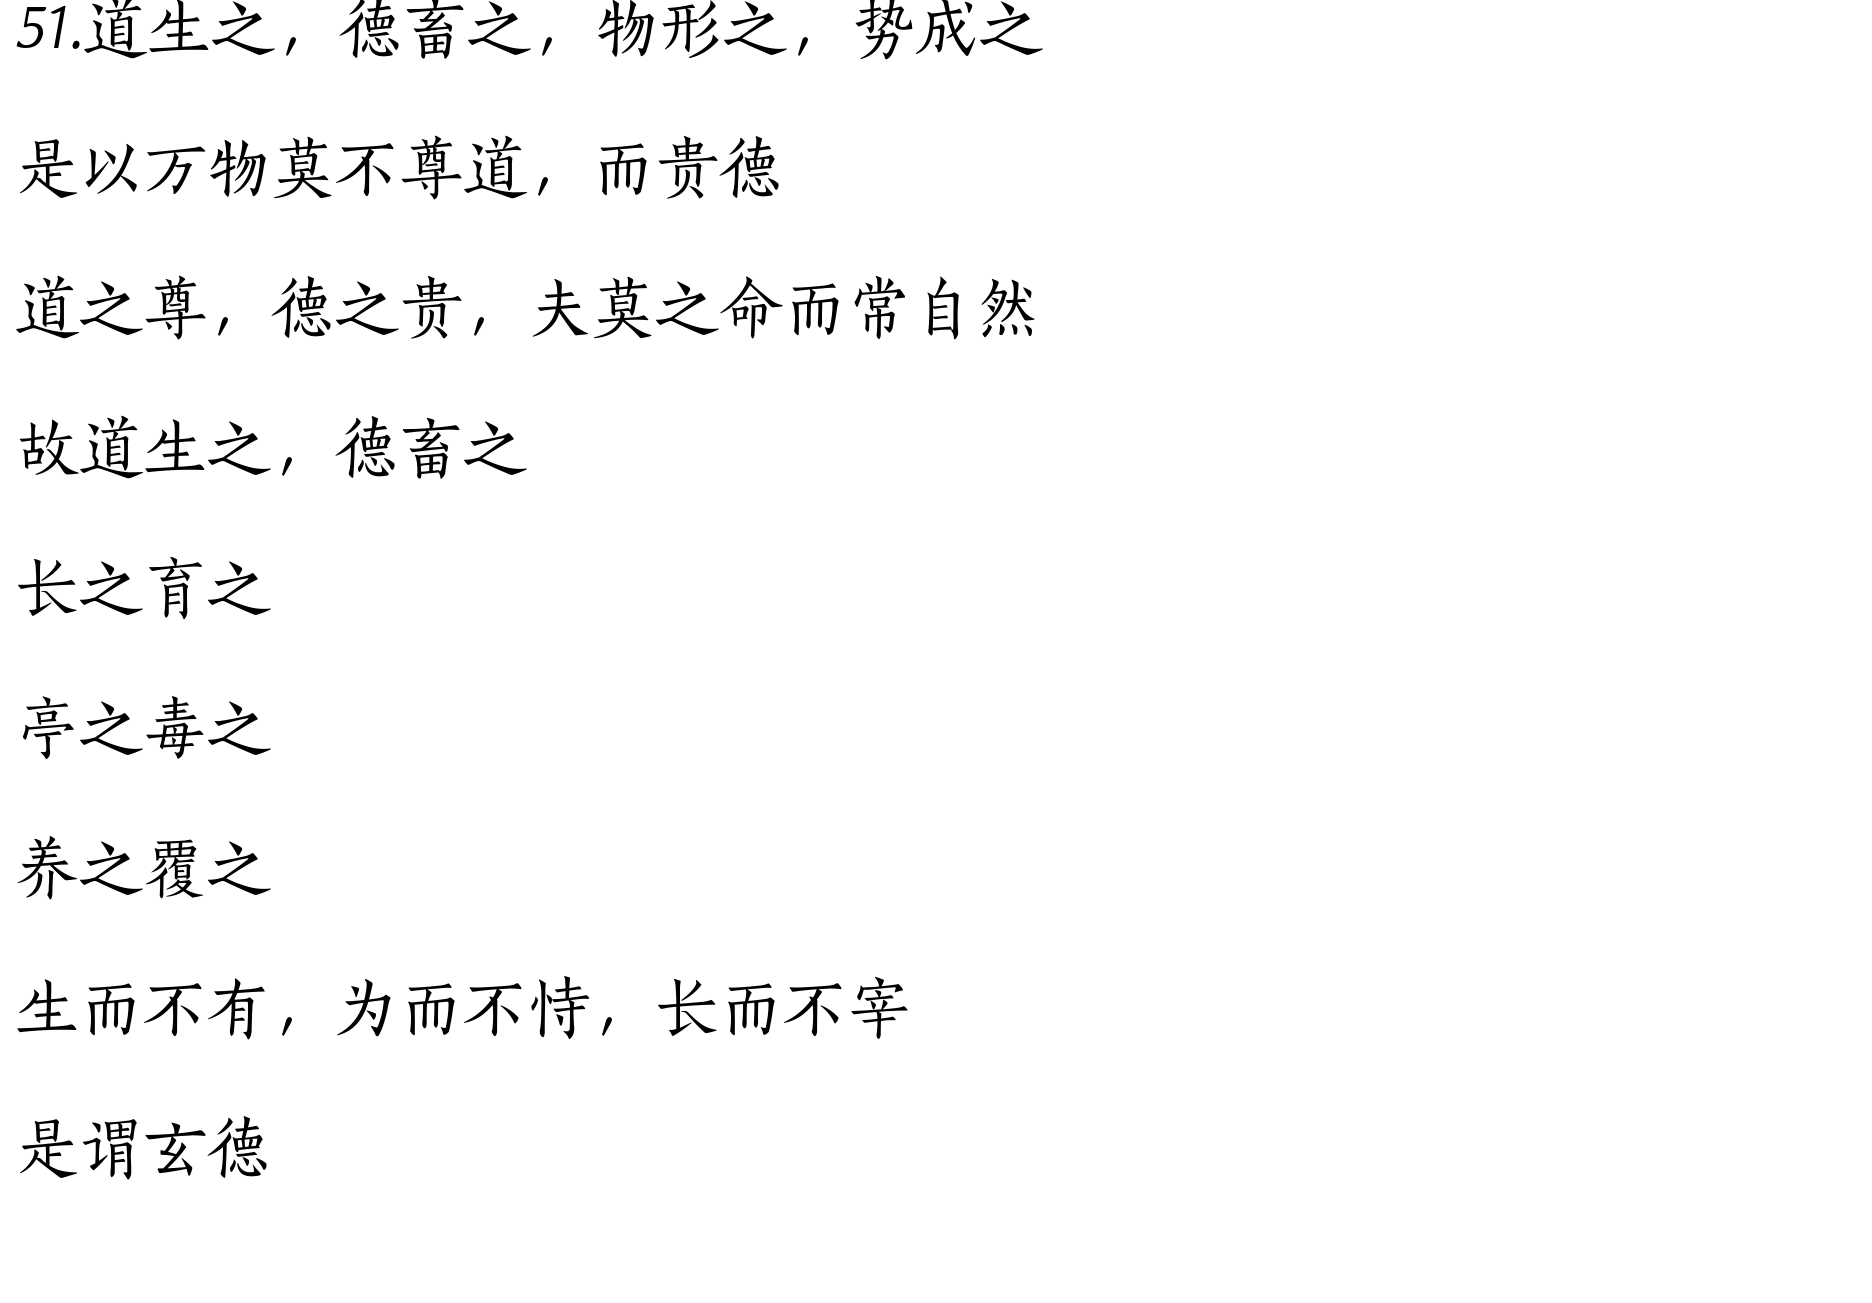 51.道生之，德畜之，物形之，势成之
是以万物莫不尊道，而贵德
道之尊，德之贵，夫莫之命而常自然
故道生之，德畜之
长之育之
亭之毒之
养之覆之
生而不有，为而不恃，长而不宰
是谓玄德